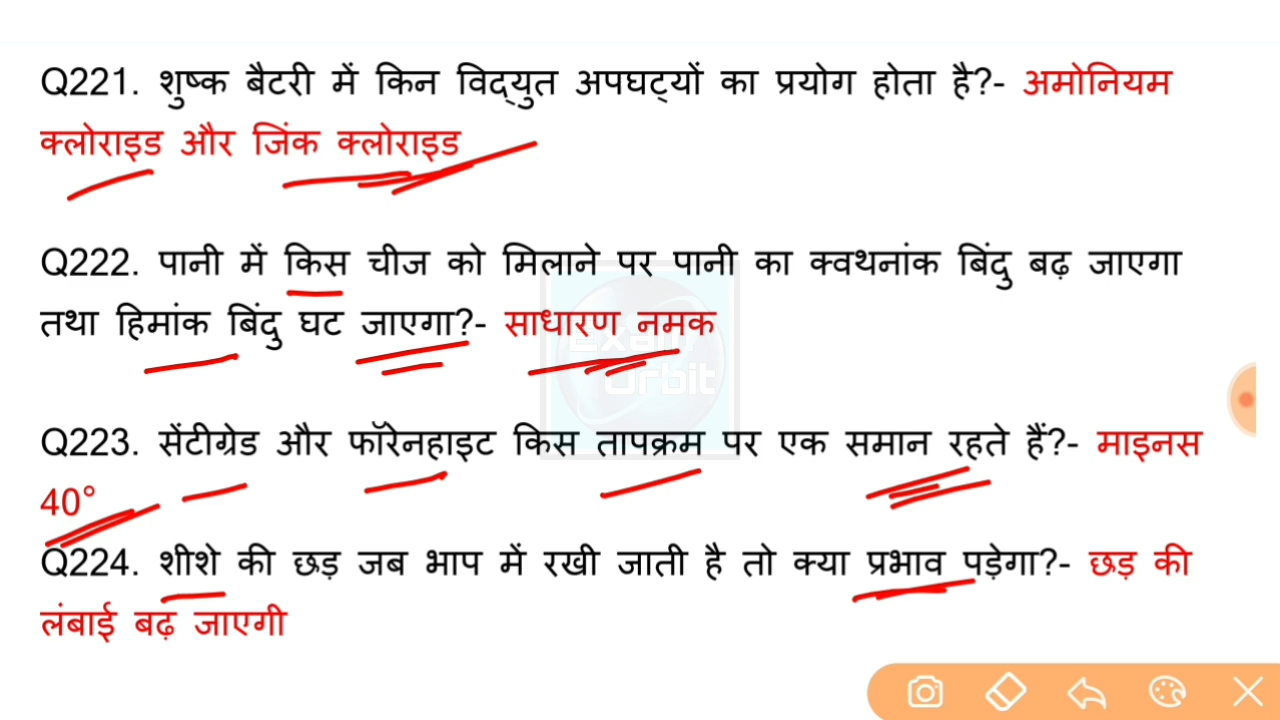 Q221. शुष्क बैटरी में किन विद्युत अपघट्यों का प्रयोग होता है?- अमोनियम
क्लोराइड और जिंक क्लोराइड
Q222. पानी में किस चीज को मिलाने पर पानी का क्वथनांक बिंदु बढ़ जाएगा
तथा हिमांक बिंदु घट जाएगा?- साधारण नमक
Exam
Orbit
Q223. सेंटीग्रेड और फॉरेनहाइट किस तापक्रम पर एक समान रहते हैं?- माइनस
40°
Q224. शीशे की छड़ जब भाप में रखी जाती है तो क्या प्रभाव पड़ेगा?- छड़ की
लंबाई बढ़ जाएगी